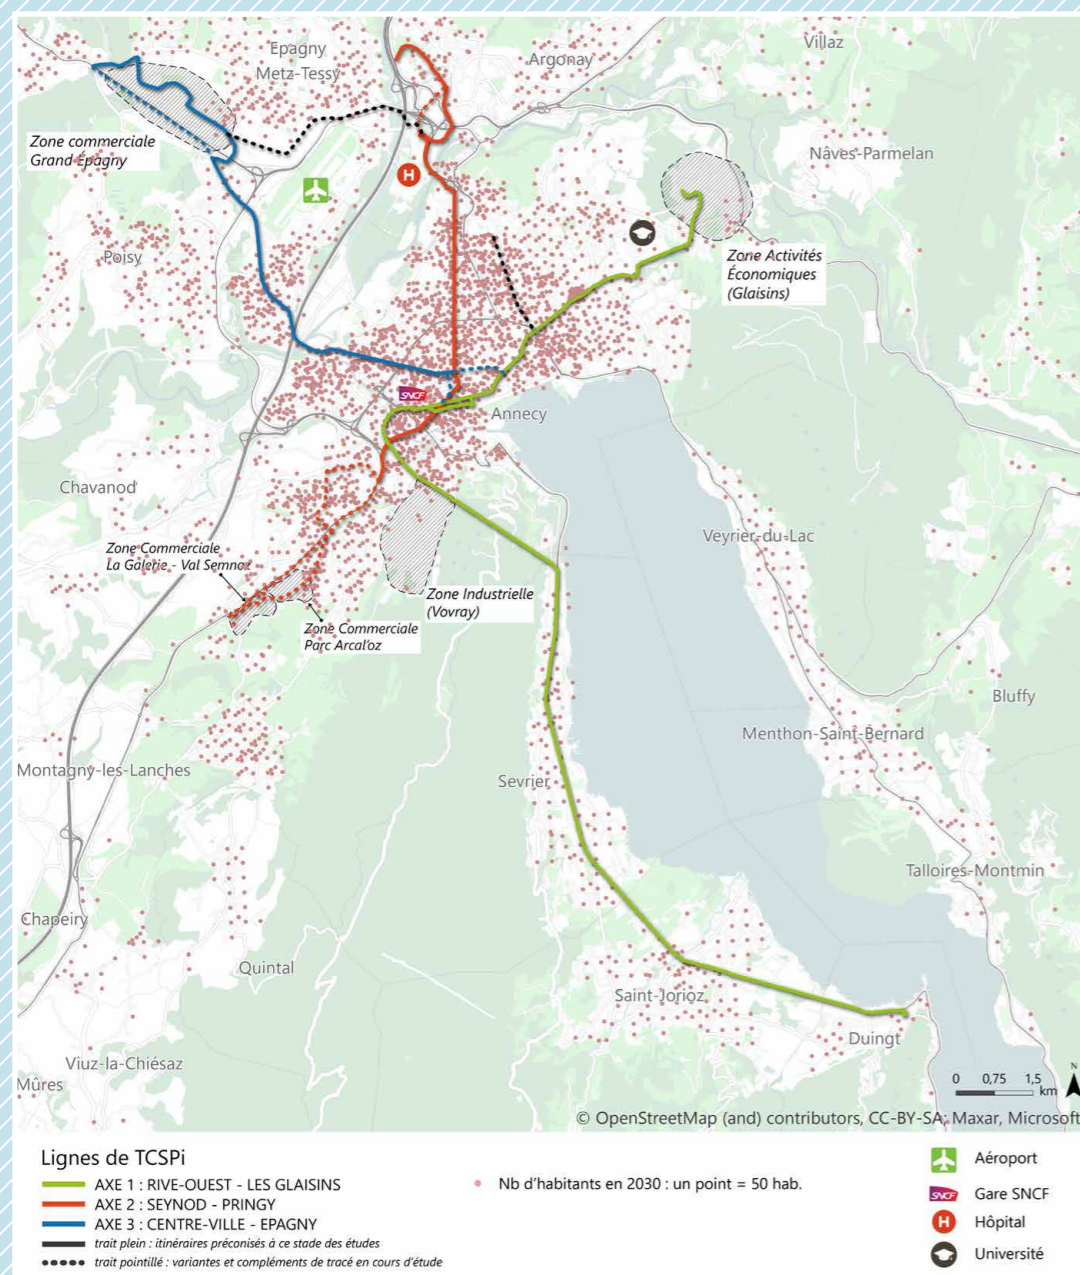 Epagny
Metz-Tessy
Argonay
Villaz
Zone commerciale
Grand Épagny
H
Nâves-Parmelan
Poisy
Zone Activités
Économiques
(Glaisins)
SNCF
Annecy
Chavanod
Veyrier-du-Lac
Zone Commerciale
La Galerie - Val Semnoz
Zone Industrielle
(Vovray)
Zone Commerciale
Parc Arcal'oz
Bluffy
Menthon-Saint-Bernard
Montagny-les-Lanches
Sevrier
Talloires-Montmin
Chapeiry
Quintal
Saint-Jorioz
Duingt
Viuz-la-Chiésaz
Mûres
N
0 0,75 1,5
km
© OpenStreetMap (and) contributors, CC-BY-SA, Maxar, Microsoft
Lignes de TCSPi
AXE 1 : RIVE-OUEST - LES GLAISINS
AXE 2 : SEYNOD - PRINGY
AXE 3 : CENTRE-VILLE - EPAGNY
trait plein : itinéraires préconisés à ce stade des études
trait pointillé : variantes et compléments de tracé en cours d'étude
Nb d'habitants en 2030 : un point = 50 hab.
Aéroport
SNCF Gare SNCF
H Hôpital
Université